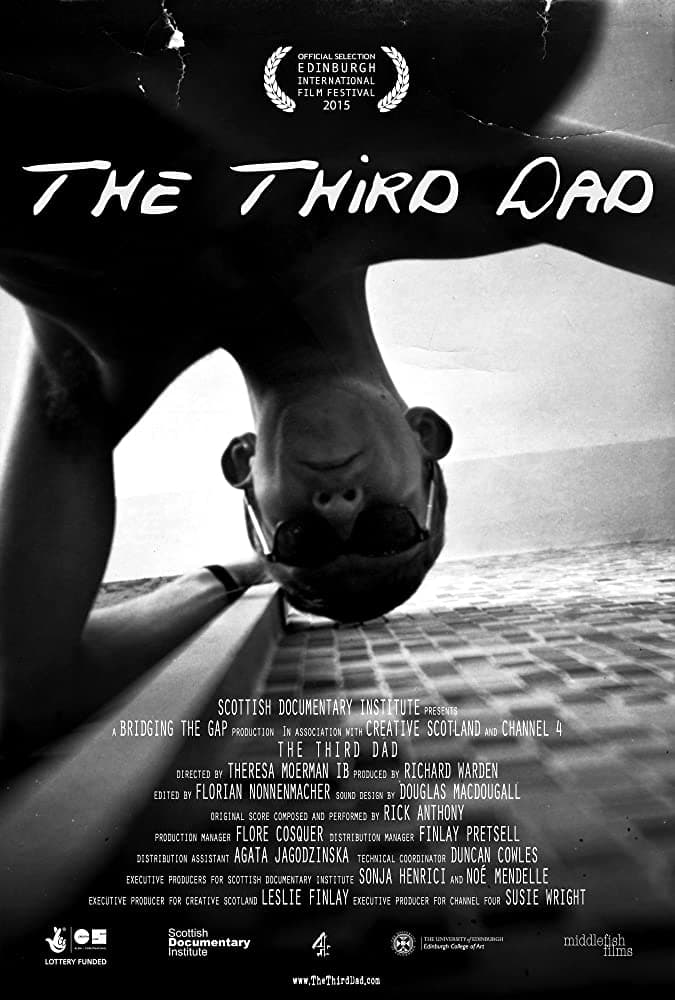 OFFICIAL SELECTION
EDINBURGH
INTERNATIONAL
FILM FESTIVAL
2015
THE THIRD DAD
SCOTTISH DOCUMENTARY INSTITUTE PRESENTS
A BRIDGING THE GAP PRODUCTION IN ASSOCIATION WITH CREATIVE SCOTLAND AND CHANNEL 4
THE THIRD DAD
DIRECTED BY THERESA MOERMAN IB PRODUCED BY RICHARD WARDEN
EDITED BY FLORIAN NONNENMACHER SOUND DESIGN BY DOUGLAS MACDOUGALL
ORIGINAL SCORE COMPOSED AND PERFORMED BY RICK ANTHONY
PRODUCTION MANAGER FLORE COSQUER DISTRIBUTION MANAGER FINLAY PRETSELL
DISTRIBUTION ASSISTANT AGATA JAGODZINSKA TECHNICAL COORDINATOR DUNCAN COWLES
EXECUTIVE PRODUCERS FOR SCOTTISH DOCUMENTARY INSTITUTE SONJA HENRICI AND NOÉ MENDELLE
EXECUTIVE PRODUCER FOR CREATIVE SCOTLAND LESLIE FINLAY EXECUTIVE PRODUCER FOR CHANNEL FOUR SUSIE WRIGHT
LOTTERY FUNDED
Scottish
Documentary
Institute
4
THE UNIVERSITY of EDINBURGH
Edinburgh College of Art
middlefish
films
www.TheThirdDad.com